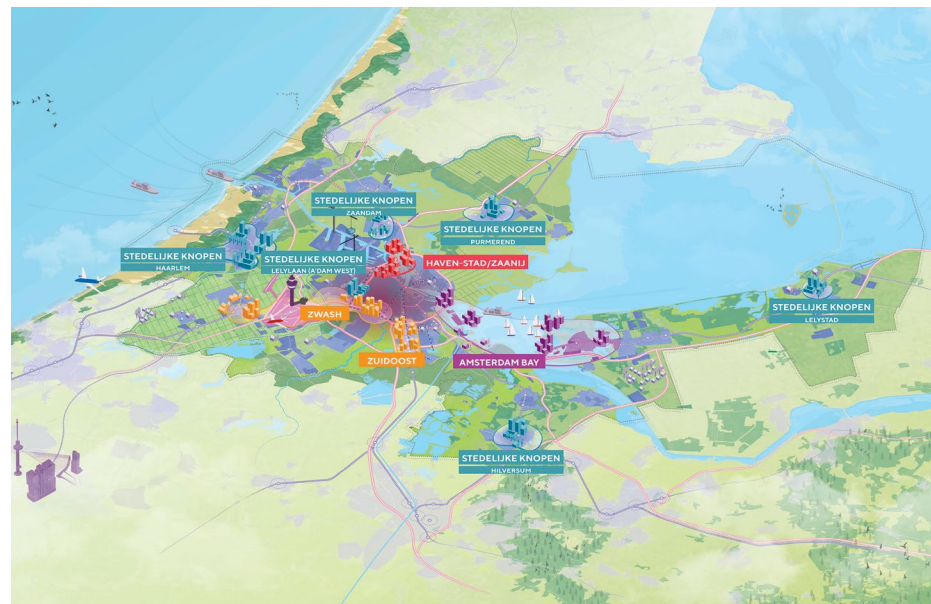 STEDELIJKE KNOPEN
ZAANDAM
STEDELIJKE KNOPEN
PURMEREND
STEDELIJKE KNOPEN
HAARLEM
STEDELIJKE KNOPEN
LELYLAAN (A'DAM WEST)
HAVEN-STAD/ZAANIJ
STEDELIJKE KNOPEN
LELYSTAD
ZWASH
ZUIDOOST
AMSTERDAM BAY
STEDELIJKE KNOPEN
HILVERSUM